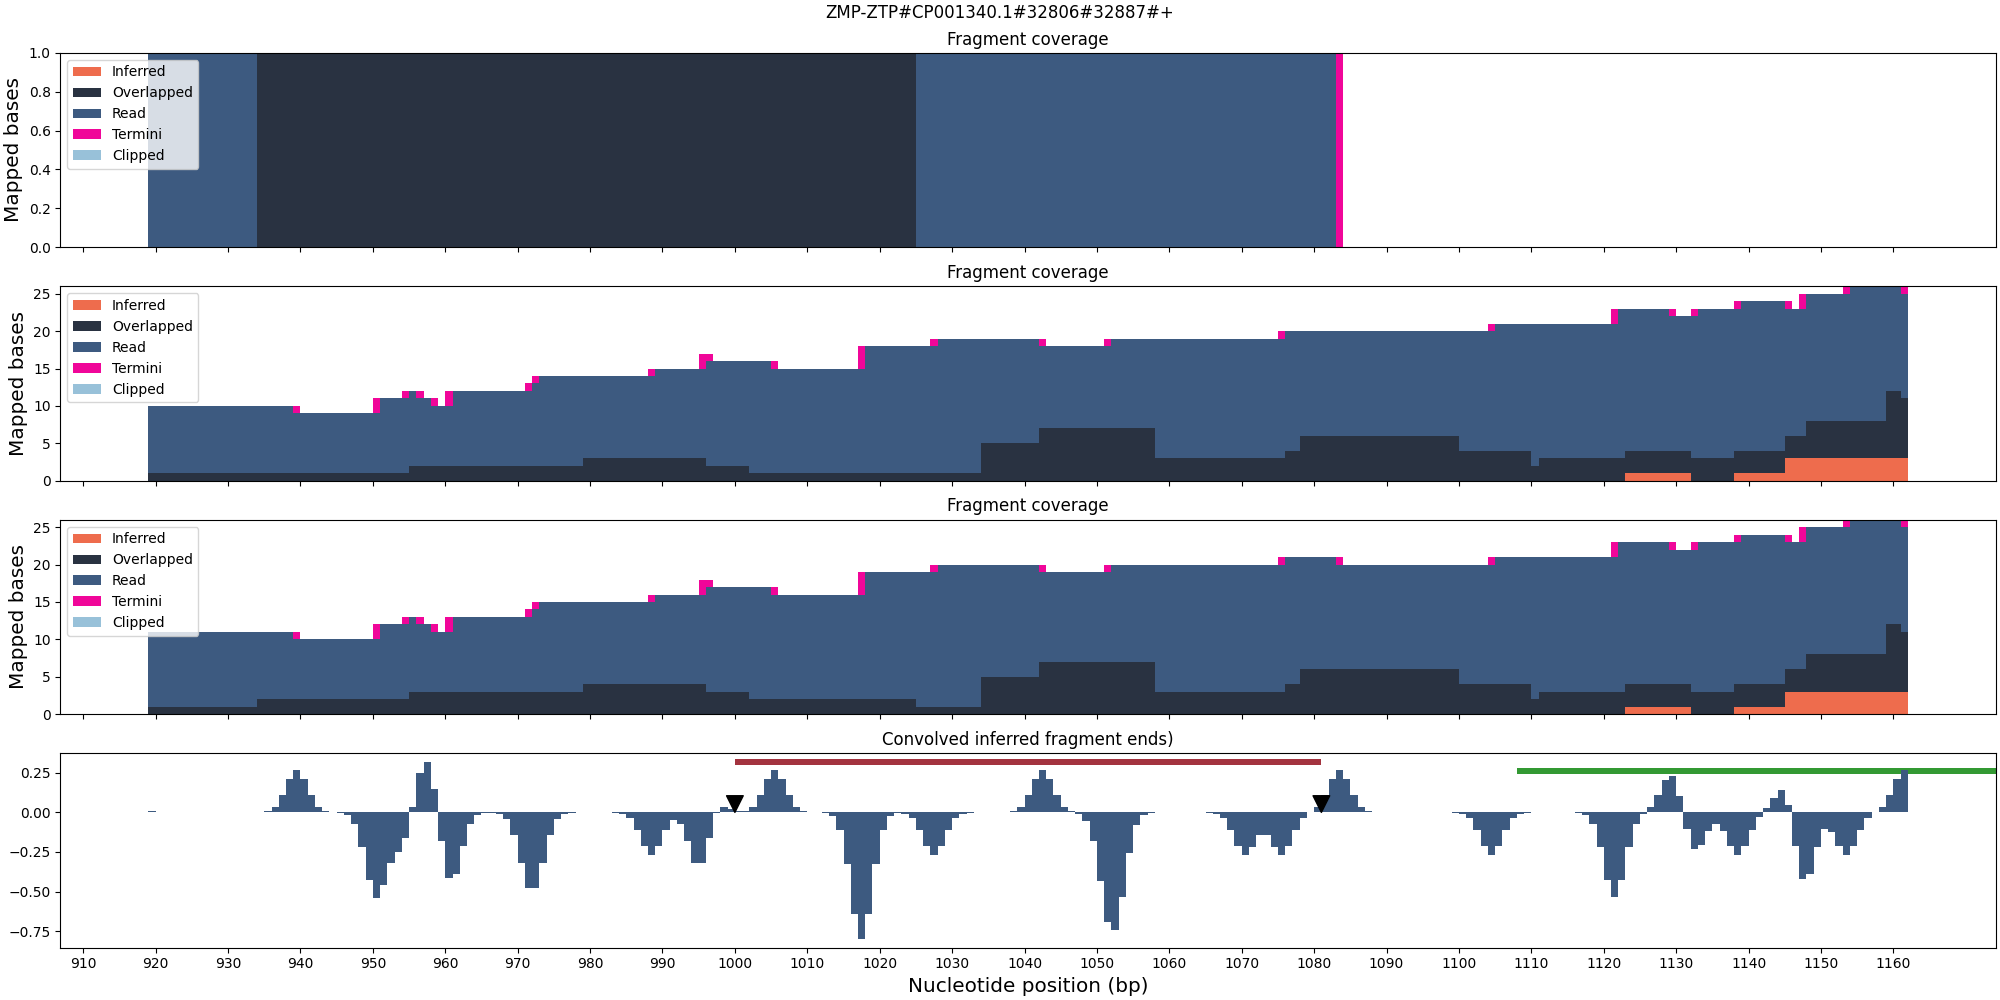 ZMP-ZTP#CP001340.1#32806#32887#+
Fragment coverage
Mapped bases
1.0
0.8
0.6
0.4
0.2
0.0
Inferred
Overlapped
Read
Termini
Clipped
Fragment coverage
Mapped bases
25
20
15
10
5
0
Inferred
Overlapped
Read
Termini
Clipped
Fragment coverage
Mapped bases
25
20
15
10
5
0
Inferred
Overlapped
Read
Termini
Clipped
Convolved inferred fragment ends)
0.25
0.00
−0.25
−0.50
−0.75
910 920 930 940 950 960 970 980 990 1000 1010 1020 1030 1040 1050 1060 1070 1080 1090 1100 1110 1120 1130 1140 1150 1160
Nucleotide position (bp)